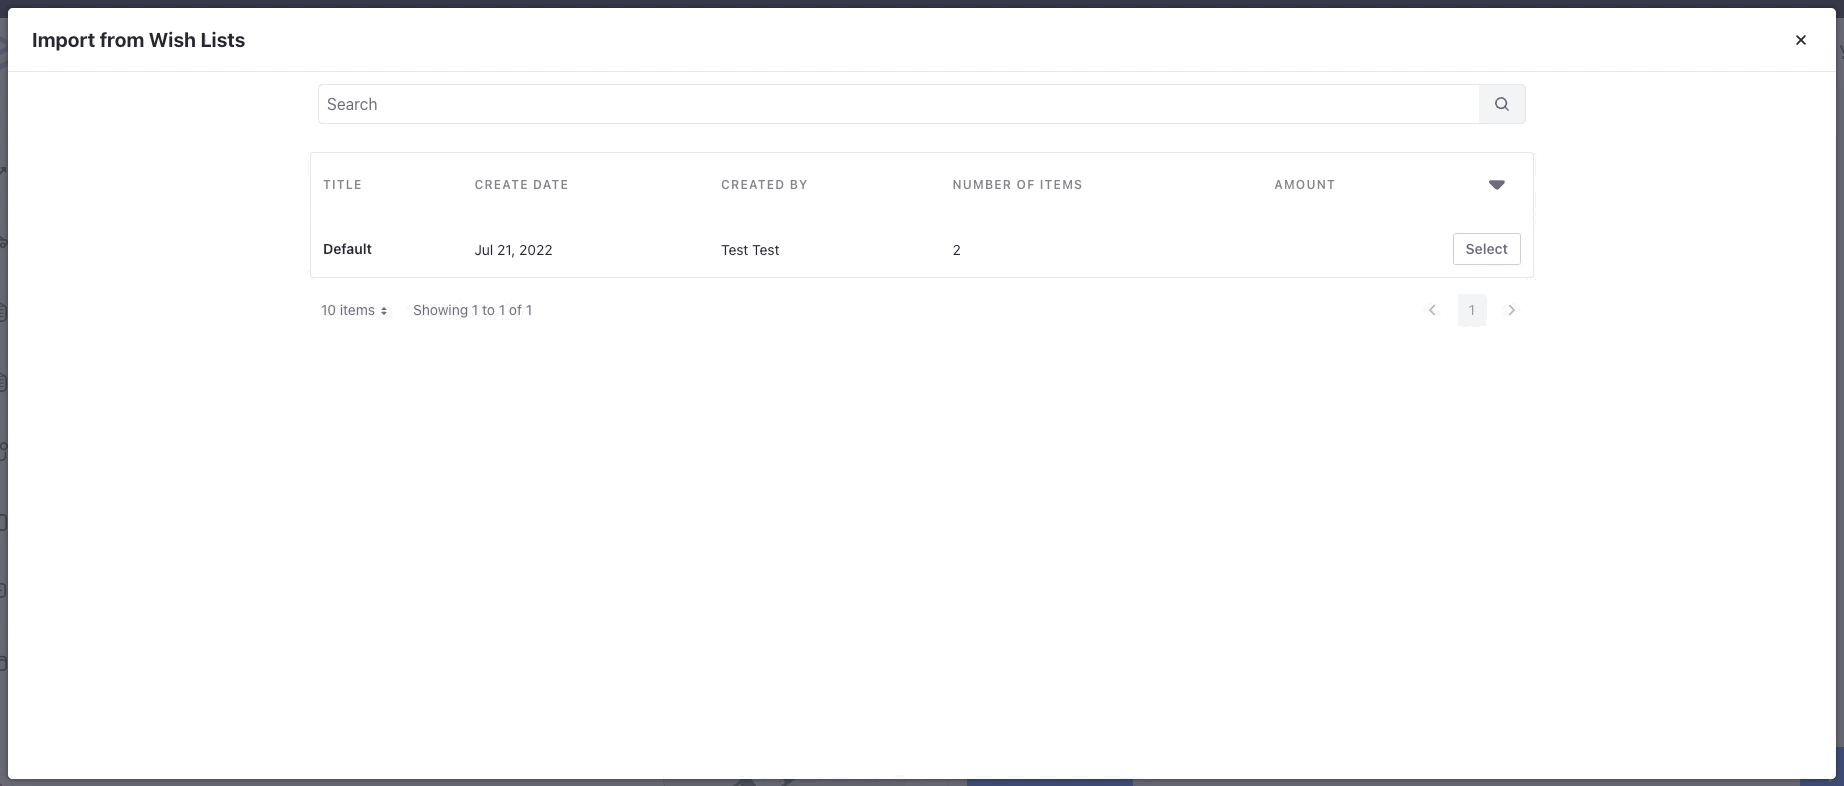 Import from Wish Lists
Search
TITLE CREATE DATE CREATED BY NUMBER OF ITEMS AMOUNT
Default Jul 21, 2022 Test Test 2 Select
10 items Showing 1 to 1 of 1 1